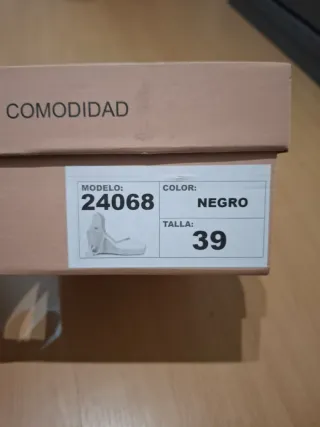 COMODIDAD
MODELO:
24068
COLOR:
NEGRO
TALLA:
39